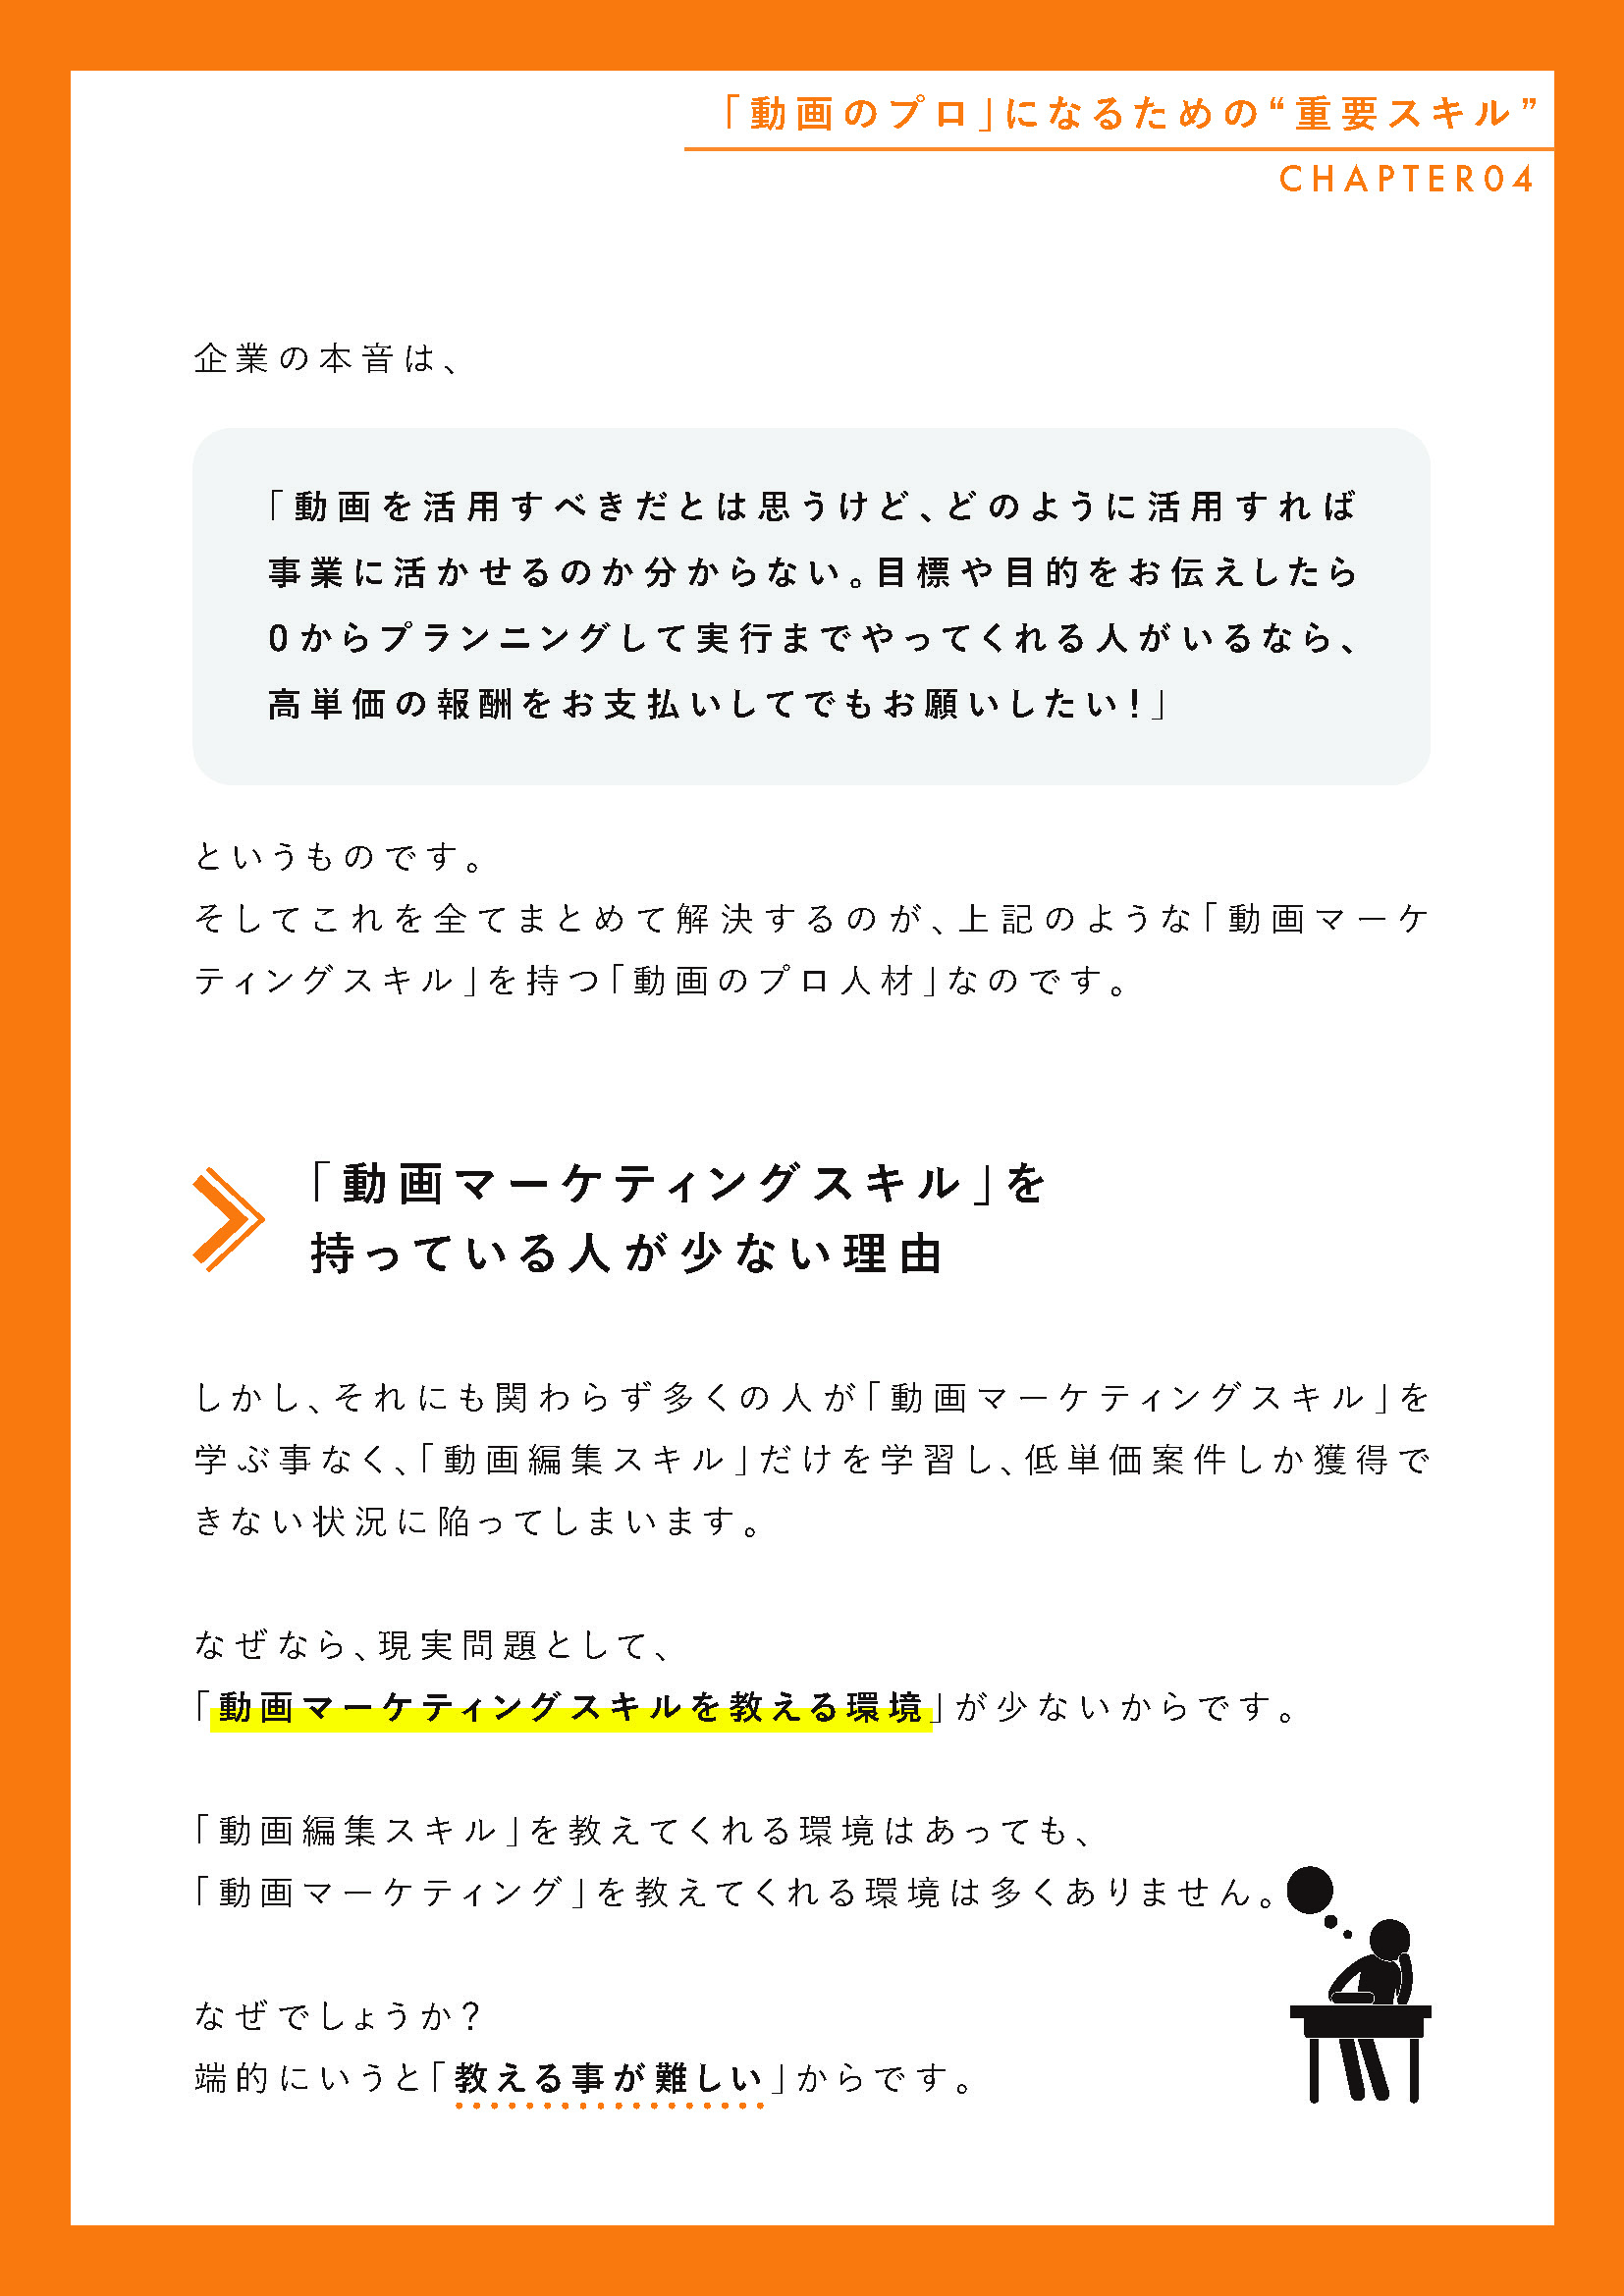 「動画のプロ」になるための“重要スキル”
CHAPTER04
企業の本音は、
「動画を活用すべきだとは思うけど、どのように活用すれば
事業に活かせるのか分からない。目標や目的をお伝えしたら
0からプランニングして実行までやってくれる人がいるなら、
高単価の報酬をお支払いしてでもお願いしたい！」
というものです。
そしてこれを全てまとめて解決するのが、上記のような「動画マーケ
ティングスキル」を持つ「動画のプロ人材」なのです。
「動画マーケティングスキル」を
持っている人が少ない理由
しかし、それにも関わらず多くの人が「動画マーケティングスキル」を
学ぶ事なく、「動画編集スキル」だけを学習し、低単価案件しか獲得で
きない状況に陥ってしまいます。
なぜなら、現実問題として、
「動画マーケティングスキルを教える環境」が少ないからです。
「動画編集スキル」を教えてくれる環境はあっても、
「動画マーケティング」を教えてくれる環境は多くありません。
なぜでしょうか？
端的にいうと「教える事が難しい」からです。